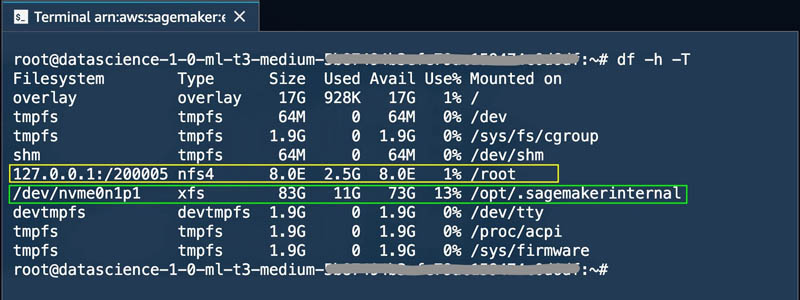 Terminal arn:aws:sagemaker:e
root@datascience-1-0-ml-t3-medium- :~# df -h -T
Filesystem Type Size Used Avail Use% Mounted on
overlay overlay 17G 928K 17G 1% /
tmpfs tmpfs 64M 0 64M 0% /dev
tmpfs tmpfs 1.9G 0 1.9G 0% /sys/fs/cgroup
shm tmpfs 64M 0 64M 0% /dev/shm
127.0.0.1:/200005 nfs4 8.0E 2.5G 8.0E 1% /root
/dev/nvme0n1p1 xfs 83G 11G 73G 13% /opt/.sagemakerinternal
devtmpfs devtmpfs 1.9G 0 1.9G 0% /dev/tty
tmpfs tmpfs 1.9G 0 1.9G 0% /proc/acpi
tmpfs tmpfs 1.9G 0 1.9G 0% /sys/firmware
root@datascience-1-0-ml-t3-medium- :~#